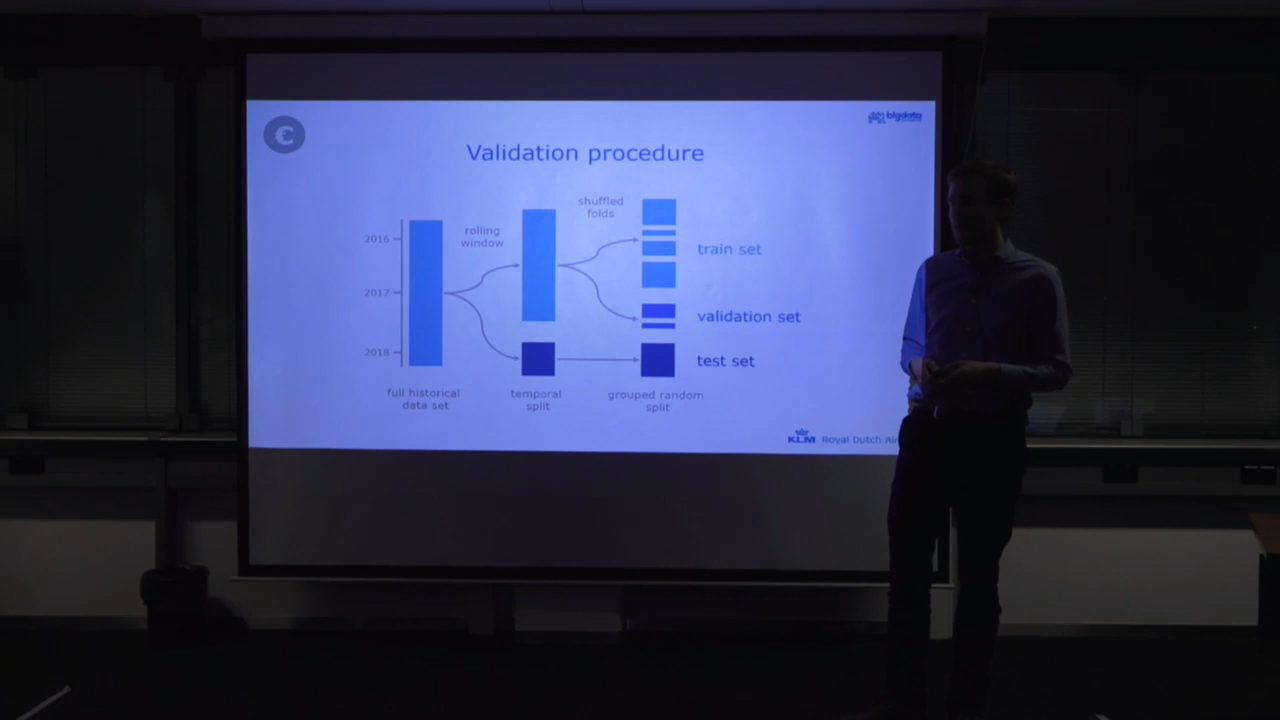 €
bigdata
Validation procedure
shuffled
folds
rolling
window
2016
train set
2017
validation set
2018
test set
full historical
data set
temporal
split
grouped random
split
KLM Royal Dutch